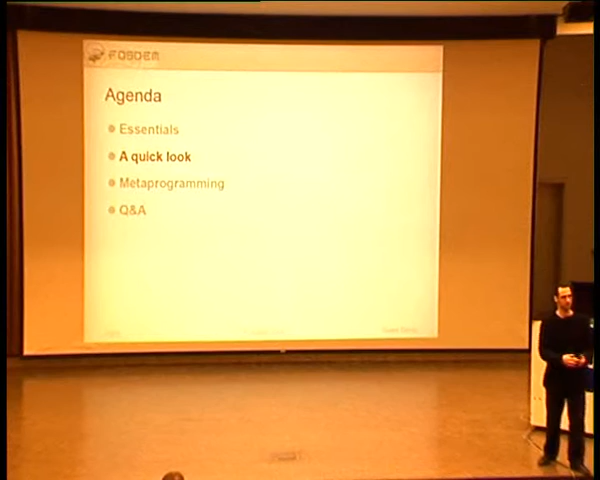 FOSDEM
Agenda
Essentials
A quick look
Metaprogramming
Q&A